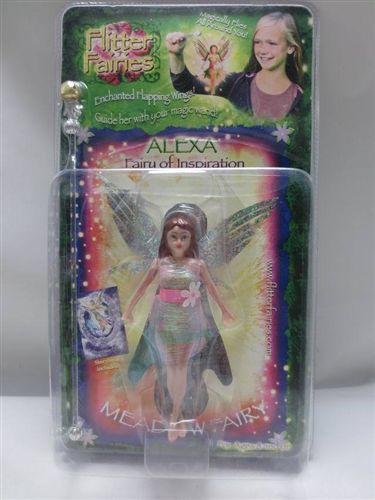 Flitter
Fairies
Magically Flies
All Around You!
Enchanted Flapping Wings!
Guide her with your magic wand!
ALEXA
Fairy of Inspiration
www.flitterfairies.com
Included
MEADOW FAIRY